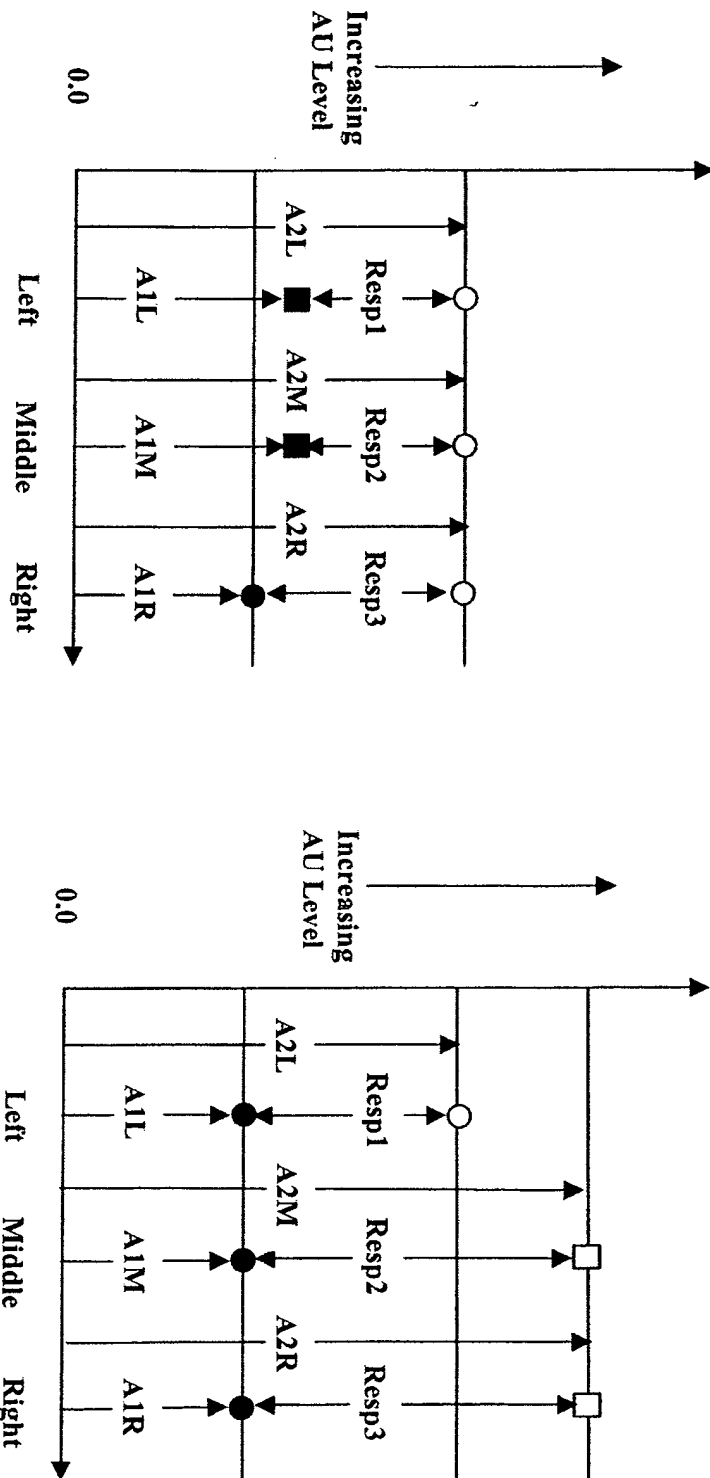 Increasing
AU Level
0.0
A2L
Resp1
A1L
A2M
Resp2
A1M
A2R
Resp3
A1R
Left
Middle
Right
Increasing
AU Level
0.0
A2L
Resp1
A1L
A2M
Resp2
A1M
A2R
Resp3
A1R
Left
Middle
Right